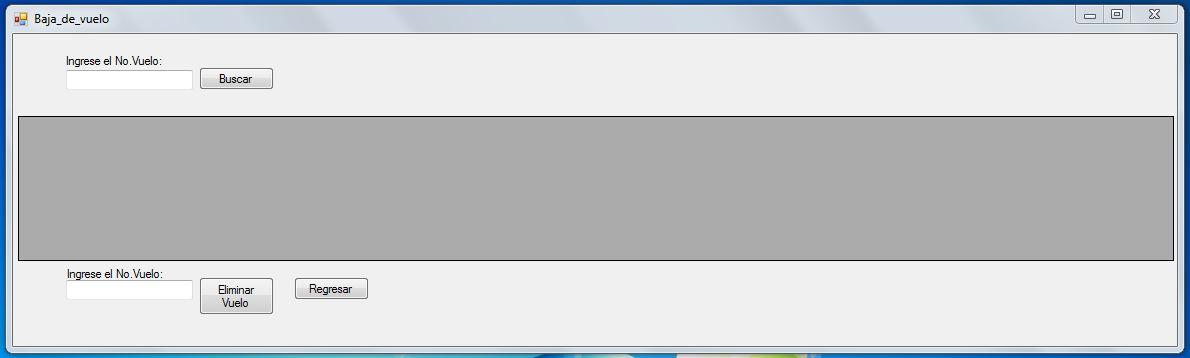 Baja_de_vuelo
Ingrese el No.Vuelo:
Buscar
Ingrese el No.Vuelo:
Eliminar
Vuelo
Regresar